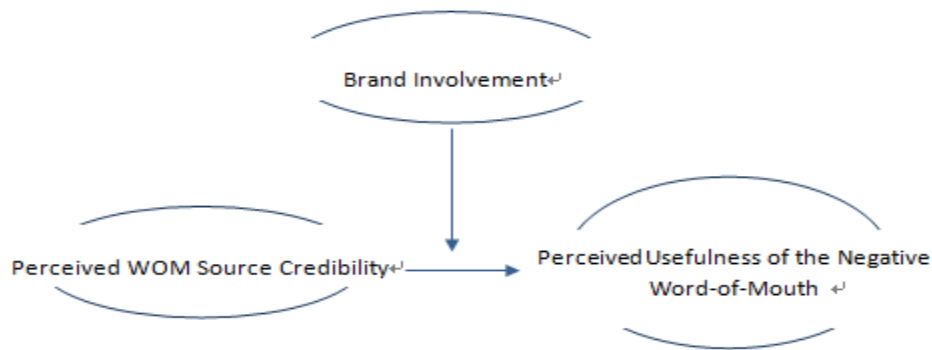 Brand Involvement↵
Perceived WOM Source Credibility↵
Perceived Usefulness of the Negative
Word-of-Mouth ↵